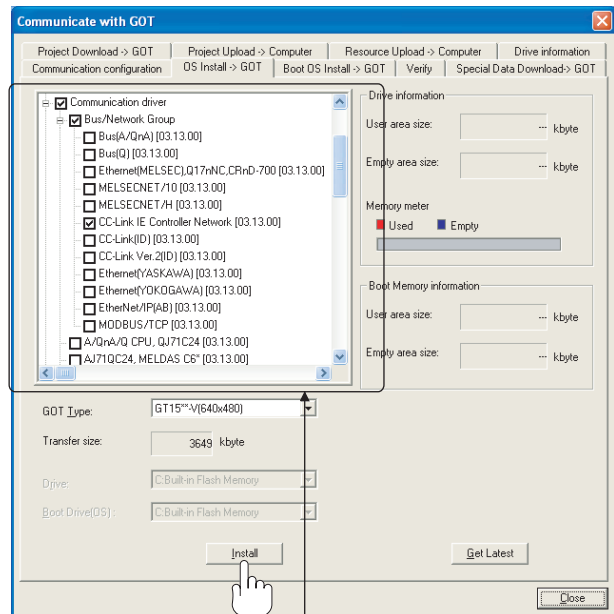 Communicate with GOT
Project Download -> GOT
Project Upload -> Computer
Resource Upload -> Computer
Drive information
Communication configuration
OS Install -> GOT
Boot OS Install -> GOT
Verify
Special Data Download-> GOT
Communication driver
Bus/Network Group
Bus(A/QnA) [03.13.00]
Bus(Q) [03.13.00]
Ethernet(MELSEC),Q17nNC,CRnD-700 [03.13.00]
MELSECNET/10 [03.13.00]
MELSECNET/H [03.13.00]
CC-Link IE Controller Network [03.13.00]
CC-Link(ID) [03.13.00]
CC-Link Ver.2(ID) [03.13.00]
Ethernet(YASKAWA) [03.13.00]
Ethernet(YOKOGAWA) [03.13.00]
EtherNet/IP(AB) [03.13.00]
MODBUS/TCP [03.13.00]
A/QnA/Q CPU, QJ71C24 [03.13.00]
AJ71QC24, MELDAS C6* [03.13.00]
Drive information
User area size: --- kbyte
Empty area size: --- kbyte
Memory meter
Used Empty
Boot Memory information
User area size: --- kbyte
Empty area size: --- kbyte
GOT Type: GT15**-V(640x480)
Transfer size: 3649 kbyte
Drive: C:Built-in Flash Memory
Boot Drive(OS) : C:Built-in Flash Memory
Install
Get Latest
Close